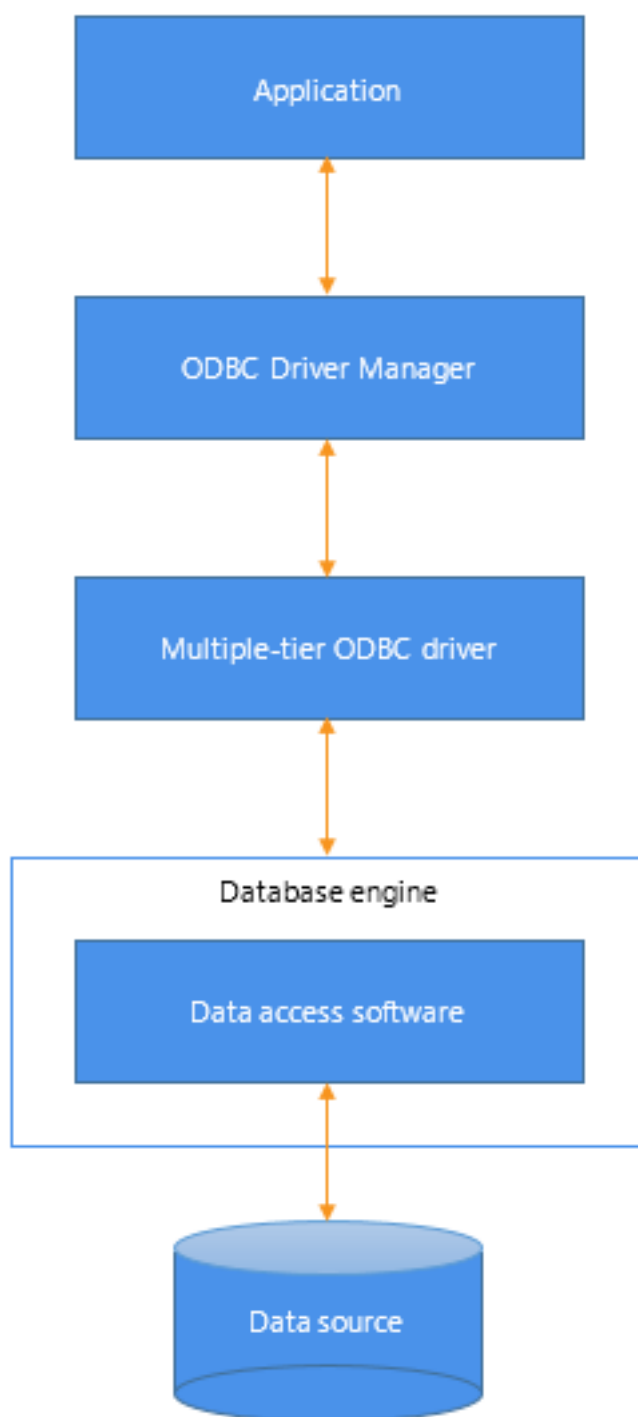 Application
ODBC Driver Manager
Multiple-tier ODBC driver
Database engine
Data access software
Data source